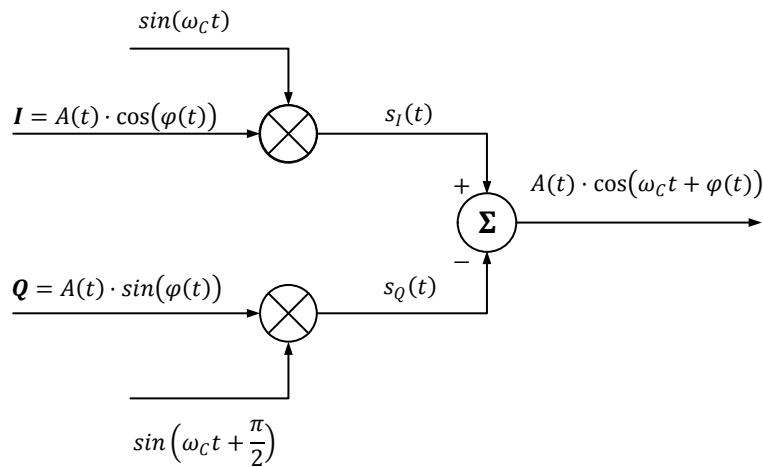 sin(ω_C t)
I = A(t) · cos(φ(t))
s_I(t)
+
A(t) · cos(ω_C t + φ(t))
Σ
−
Q = A(t) · sin(φ(t))
s_Q(t)
sin(ω_C t + π/2)